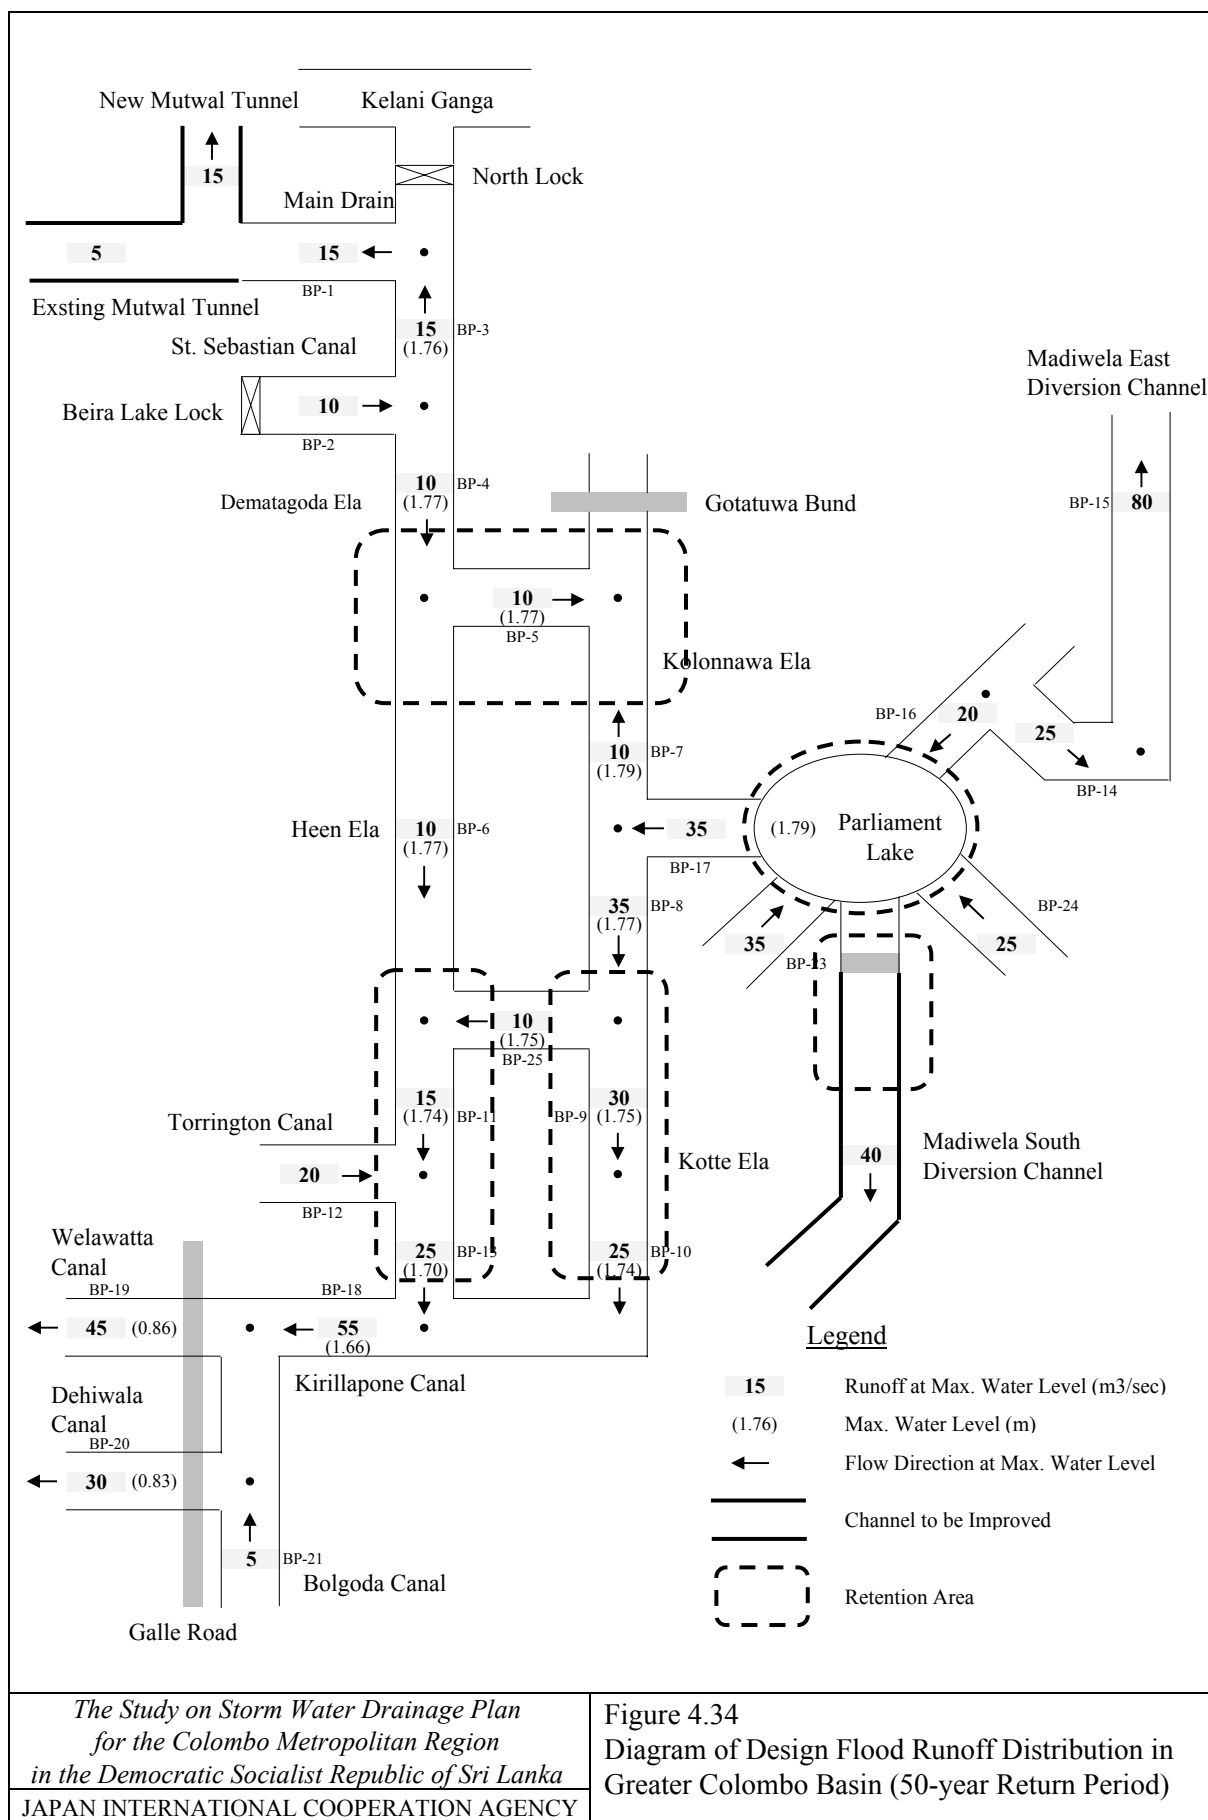 New Mutwal Tunnel
Kelani Ganga
15
North Lock
Main Drain
5
15
BP-1
Exsting Mutwal Tunnel
15
BP-3
(1.76)
St. Sebastian Canal
Madiwela East
Diversion Channel
Beira Lake Lock
10
BP-2
10
BP-4
(1.77)
Dematagoda Ela
Gotatuwa Bund
BP-15
80
10
(1.77)
BP-5
Kolonnawa Ela
BP-16
20
25
BP-14
10
BP-7
(1.79)
Heen Ela
10
BP-6
(1.77)
35
BP-17
(1.79)
Parliament
Lake
35
BP-8
(1.77)
35
BP-23
25
BP-24
10
(1.75)
BP-25
15
(1.74)
BP-11
BP-9
30
(1.75)
Torrington Canal
20
BP-12
Kotte Ela
40
Madiwela South
Diversion Channel
Welawatta
Canal
BP-19
25
BP-13
(1.70)
25
BP-10
(1.74)
BP-18
45
(0.86)
55
(1.66)
Kirillapone Canal
Dehiwala
Canal
BP-20
30
(0.83)
5
BP-21
Bolgoda Canal
Galle Road
Legend
15
Runoff at Max. Water Level (m3/sec)
(1.76)
Max. Water Level (m)
Flow Direction at Max. Water Level
Channel to be Improved
Retention Area
The Study on Storm Water Drainage Plan
for the Colombo Metropolitan Region
in the Democratic Socialist Republic of Sri Lanka
JAPAN INTERNATIONAL COOPERATION AGENCY
Figure 4.34
Diagram of Design Flood Runoff Distribution in
Greater Colombo Basin (50-year Return Period)